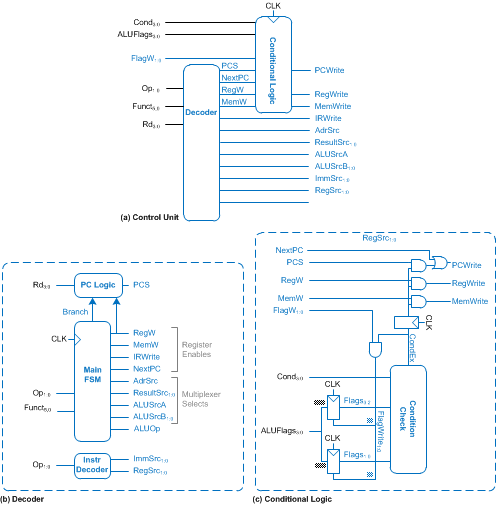 CLK
Cond3:0
ALUFlags3:0
FlagW1:0
Conditional Logic
PCS
PCWrite
NextPC
Op1:0
RegW
RegWrite
Funct5:0
MemW
MemWrite
Decoder
IRWrite
Rd3:0
AdrSrc
ResultSrc1:0
ALUSrcA
ALUSrcB1:0
ImmSrc1:0
RegSrc1:0
(a) Control Unit
Rd3:0
PC Logic
PCS
Branch
CLK
RegW
MemW
IRWrite
NextPC
Register
Enables
Main
FSM
AdrSrc
ResultSrc1:0
ALUSrcA
ALUSrcB1:0
ALUOp
Multiplexer
Selects
Op1:0
Funct5:0
Op1:0
Instr
Decoder
ImmSrc1:0
RegSrc1:0
(b) Decoder
RegSrc1:0
NextPC
PCS
PCWrite
RegW
RegWrite
MemW
MemWrite
FlagW1:0
CLK
CondEx
Cond3:0
CLK
Flags3:2
ALUFlags3:0
FlagWrite1:0
Condition
Check
CLK
Flags1:0
(c) Conditional Logic